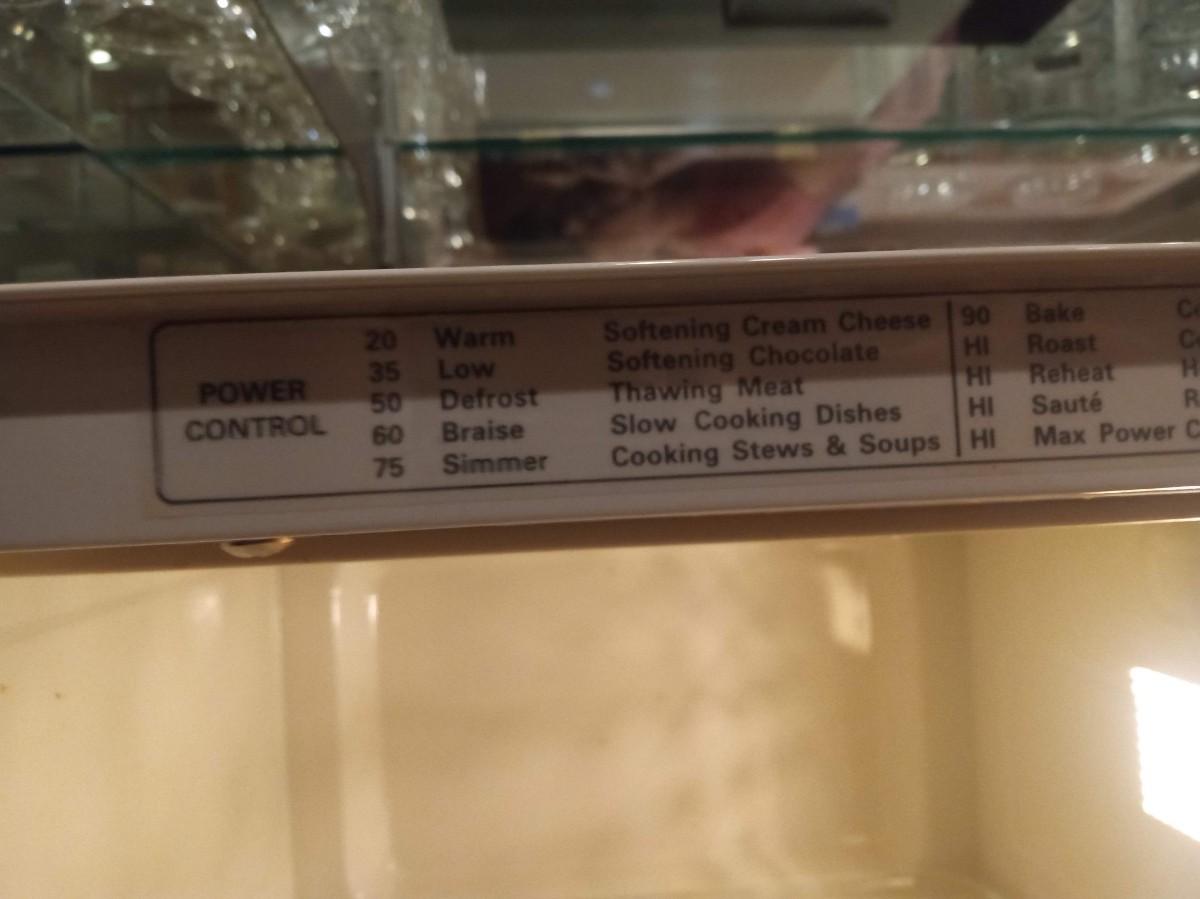 POWER CONTROL
20 Warm Softening Cream Cheese 90 Bake
35 Low Softening Chocolate HI Roast
50 Defrost Thawing Meat HI Reheat
60 Braise Slow Cooking Dishes HI Sauté
75 Simmer Cooking Stews & Soups HI Max Power